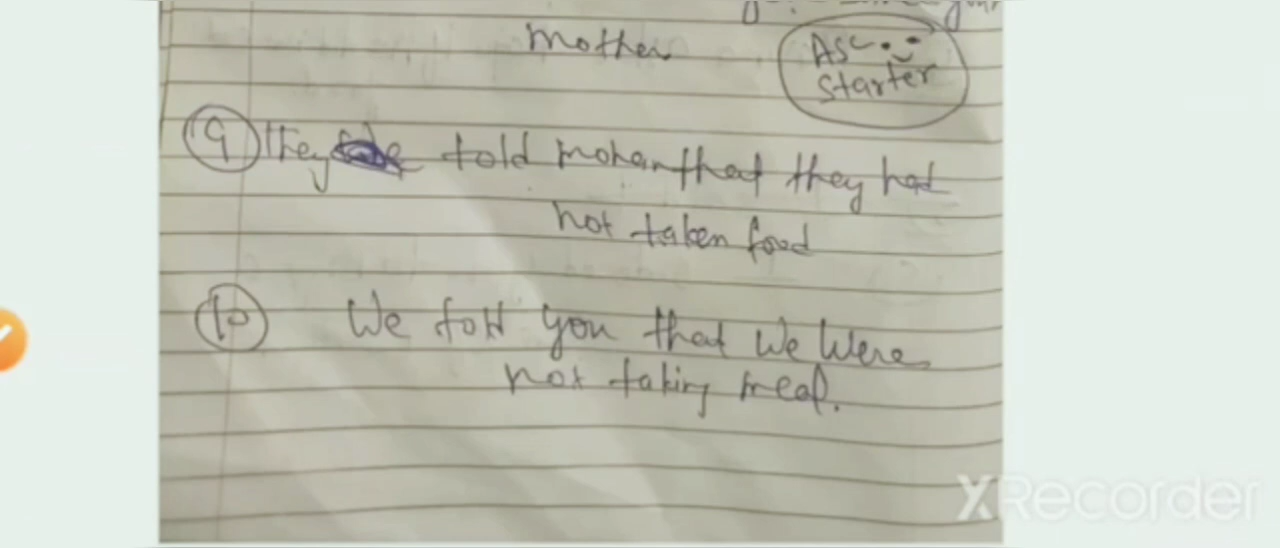 mother
ASC
Starter
9 They told mohan that they had
not taken food
10 We told you that we were
not taking meal.
XRecorder